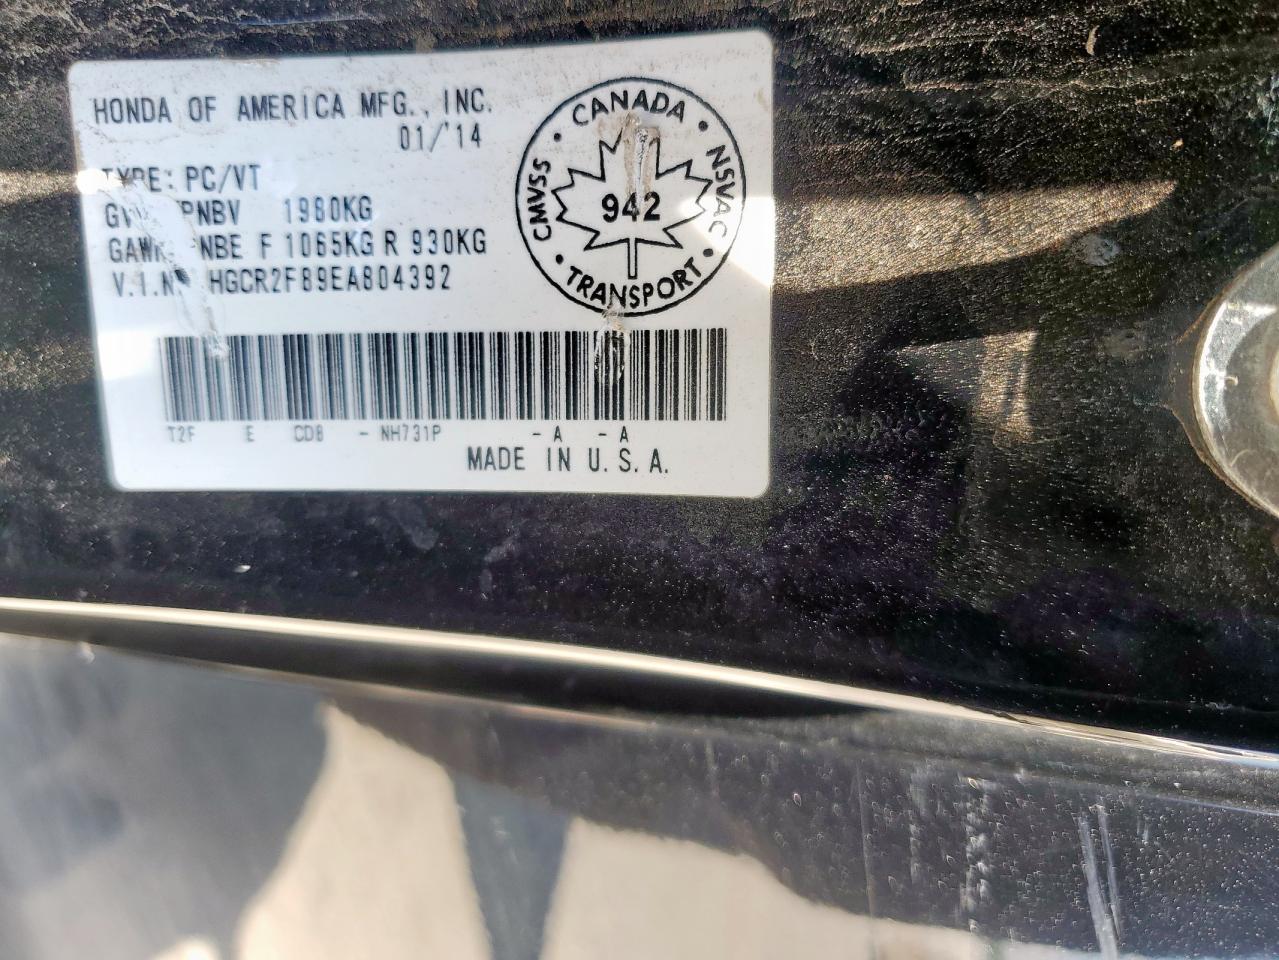 HONDA OF AMERICA MFG., INC.
01/'14
TYPE: PC/VT
1980KG
F 1065KG R 930KG
HGCR2F89EA804392
CANADA
CMVSS
NSVAC
942
TRANSPORT
T2F E CD8 - NH731P - A - A
MADE IN U.S.A.